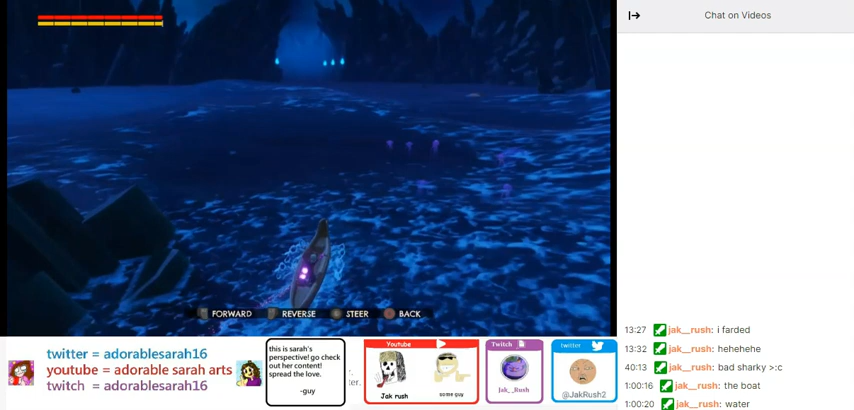 Chat on Videos
FORWARD REVERSE STEER BACK
13:27 jak__rush: i farded
13:32 jak__rush: hehehehe
40:13 jak__rush: bad sharky >:c
1:00:16 jak__rush: the boat
1:00:20 jak__rush: water
twitter = adorablesarah16
youtube = adorable sarah arts
twitch = adorablesarah16
this is sarah's
perspective! go check
out her content!
spread the love.
-guy
Youtube
Jak rush
some guy
Twitch
Jak_Rush
twitter
@JakRush2